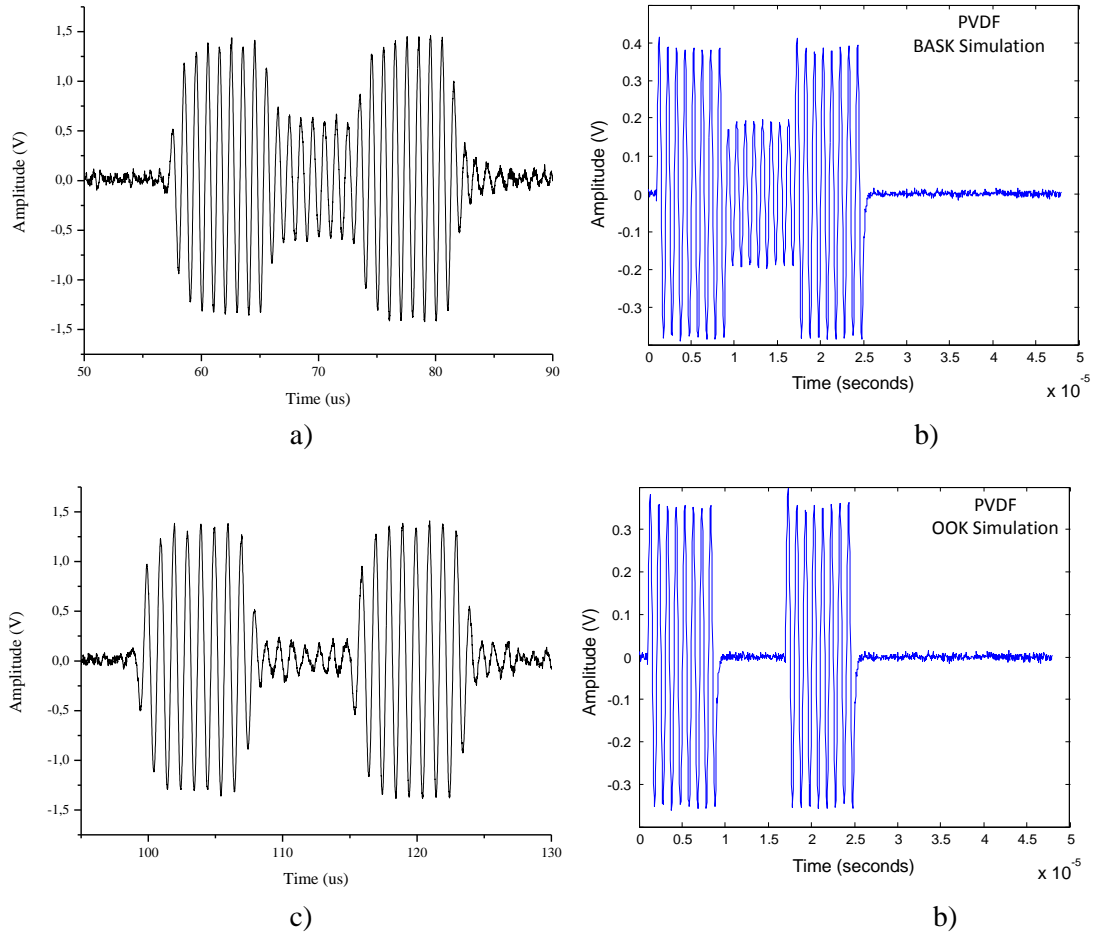 1,5
1,0
0,5
0,0
-0,5
-1,0
-1,5
Amplitude (V)
50 60 70 80 90
Time (us)
a)
PVDF
BASK Simulation
0.4
0.3
0.2
0.1
0
-0.1
-0.2
-0.3
Amplitude (V)
0 0.5 1 1.5 2 2.5 3 3.5 4 4.5 5
Time (seconds)
x 10-5
b)
1,5
1,0
0,5
0,0
-0,5
-1,0
-1,5
Amplitude (V)
100 110 120 130
Time (us)
c)
PVDF
OOK Simulation
0.3
0.2
0.1
0
-0.1
-0.2
-0.3
Amplitude (V)
0 0.5 1 1.5 2 2.5 3 3.5 4 4.5 5
Time (seconds)
x 10-5
b)